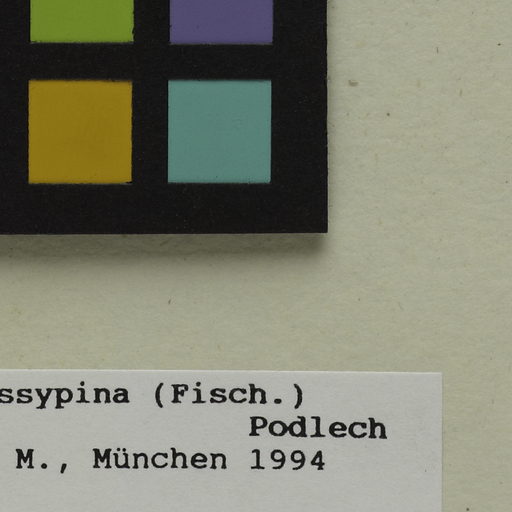 ssypina (Fisch.)
Podlech
M., München 1994